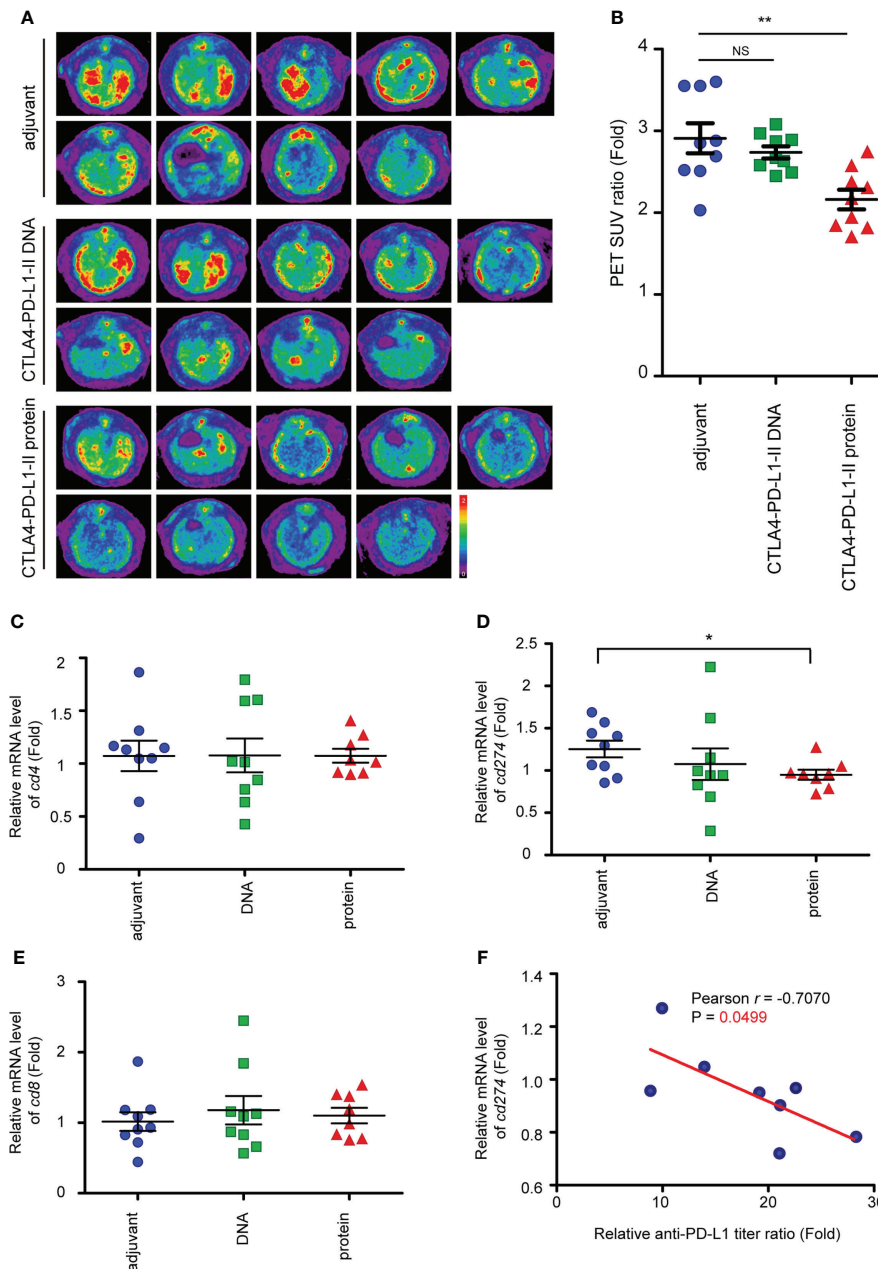 A
adjuvant
CTLA4-PD-L1-II DNA
CTLA4-PD-L1-II protein
2
0
B
**
NS
PET SUV ratio (Fold)
4
3
2
1
0
adjuvant
CTLA4-PD-L1-II DNA
CTLA4-PD-L1-II protein
C
Relative mRNA level
of cd4 (Fold)
2
1.5
1
0.5
0
adjuvant
DNA
protein
D
*
Relative mRNA level
of cd274 (Fold)
2.5
2
1.5
1
0.5
0
adjuvant
DNA
protein
E
Relative mRNA level
of cd8 (Fold)
3
2
1
0
adjuvant
DNA
protein
F
Pearson r = -0.7070
P = 0.0499
Relative mRNA level
of cd274 (Fold)
1.4
1.2
1.0
0.8
0.6
0 10 20 30
Relative anti-PD-L1 titer ratio (Fold)